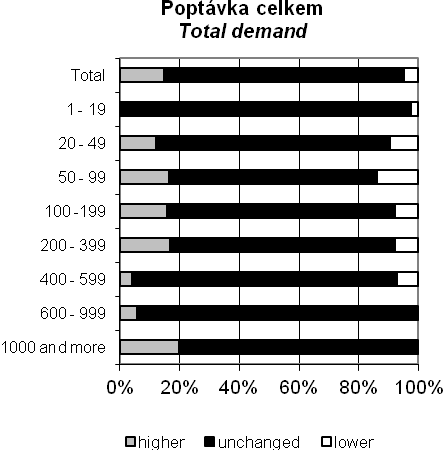 Poptávka celkem
Total demand
Total
1 - 19
20 - 49
50 - 99
100 -199
200 - 399
400 - 599
600 - 999
1000 and more
0% 20% 40% 60% 80% 100%
higher unchanged lower